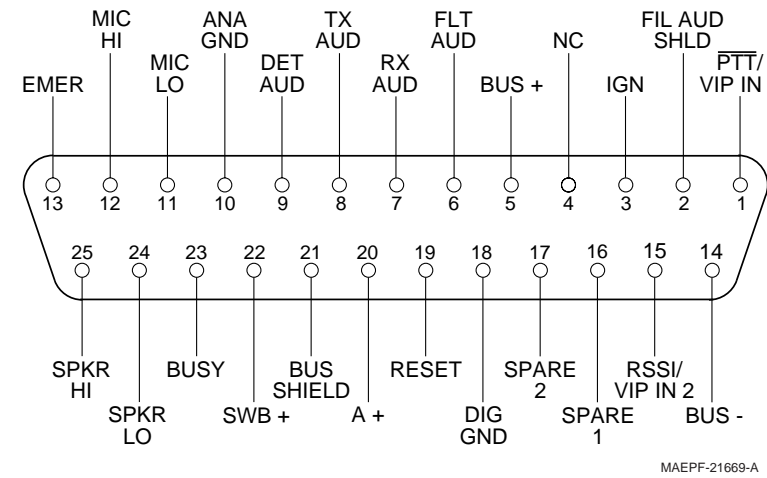 MIC
HI
ANA
GND
TX
AUD
FLT
AUD
NC
FIL AUD
SHLD
EMER
MIC
LO
DET
AUD
RX
AUD
BUS +
IGN
PTT/
VIP IN
13 12 11 10 9 8 7 6 5 4 3 2 1
25 24 23 22 21 20 19 18 17 16 15 14
SPKR
HI
BUSY
BUS
SHIELD
RESET
SPARE
2
RSSI/
VIP IN 2
SPKR
LO
SWB +
A +
DIG
GND
SPARE
1
BUS -
MAEPF-21669-A